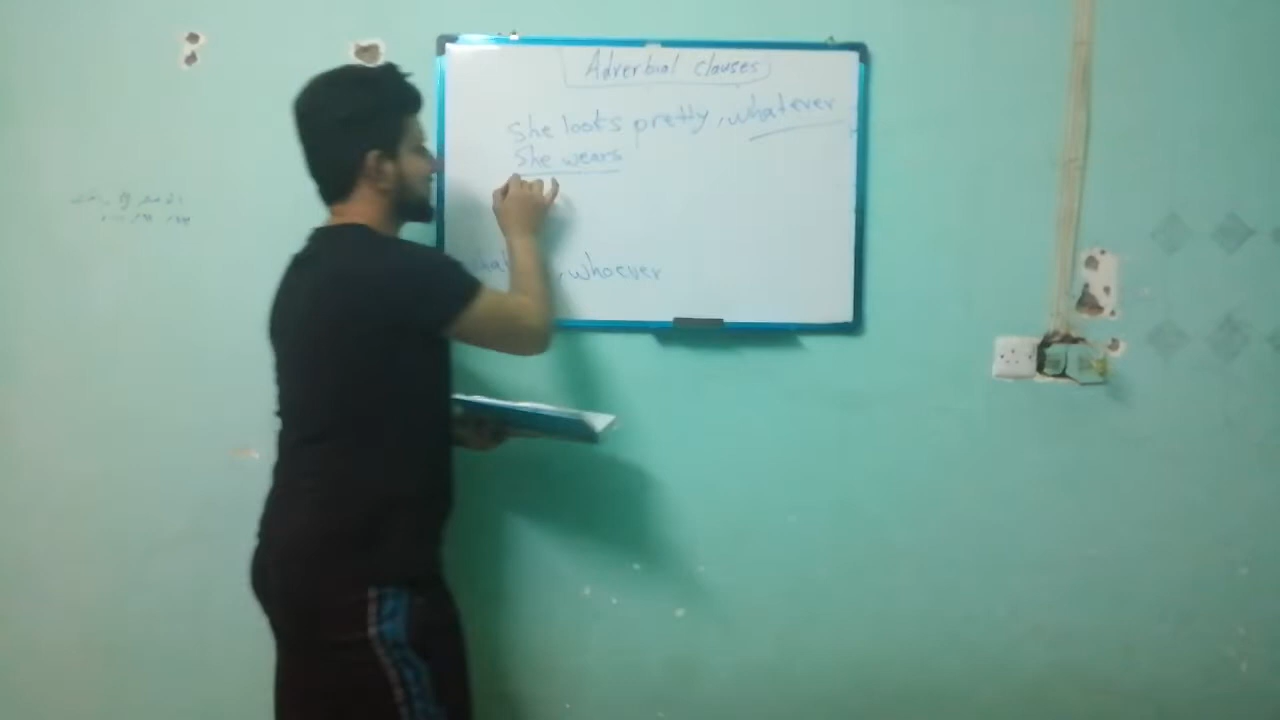 Adverbial clauses
She looks pretty, whatever
She wears
, whoever